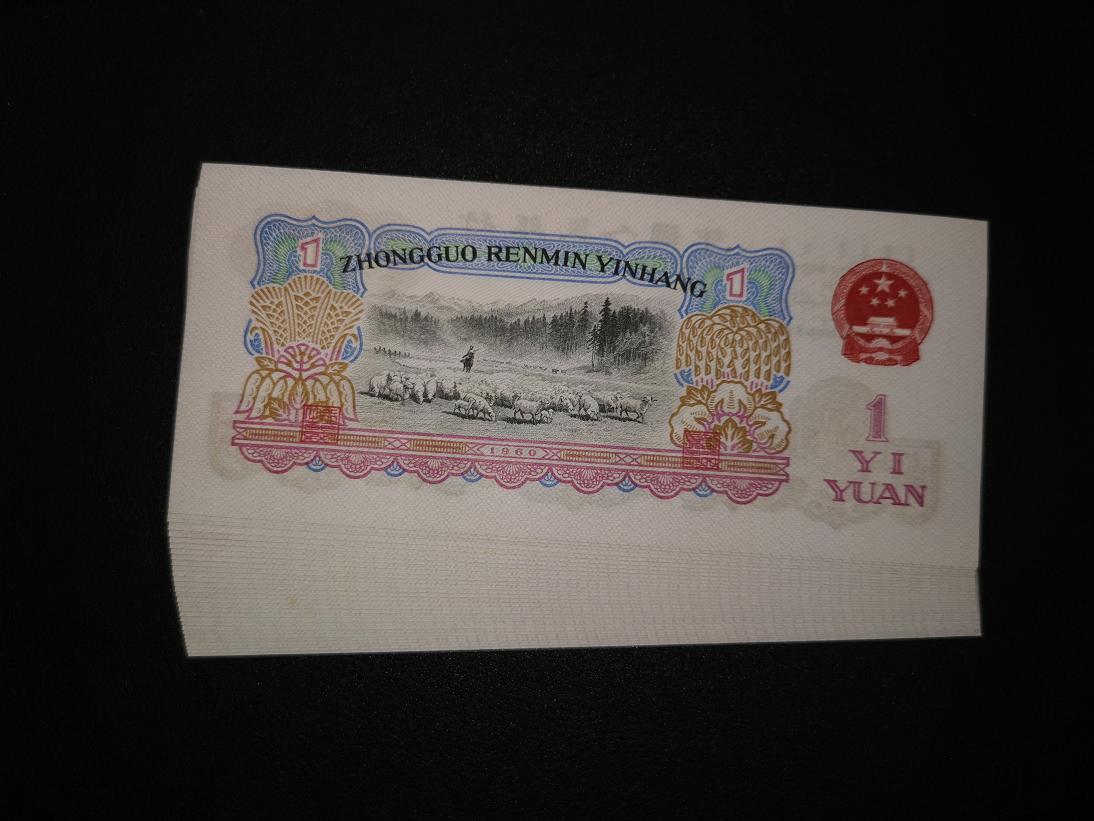 1
ZHONGGUO RENMIN YINHANG
1
1960
1
YI
YUAN